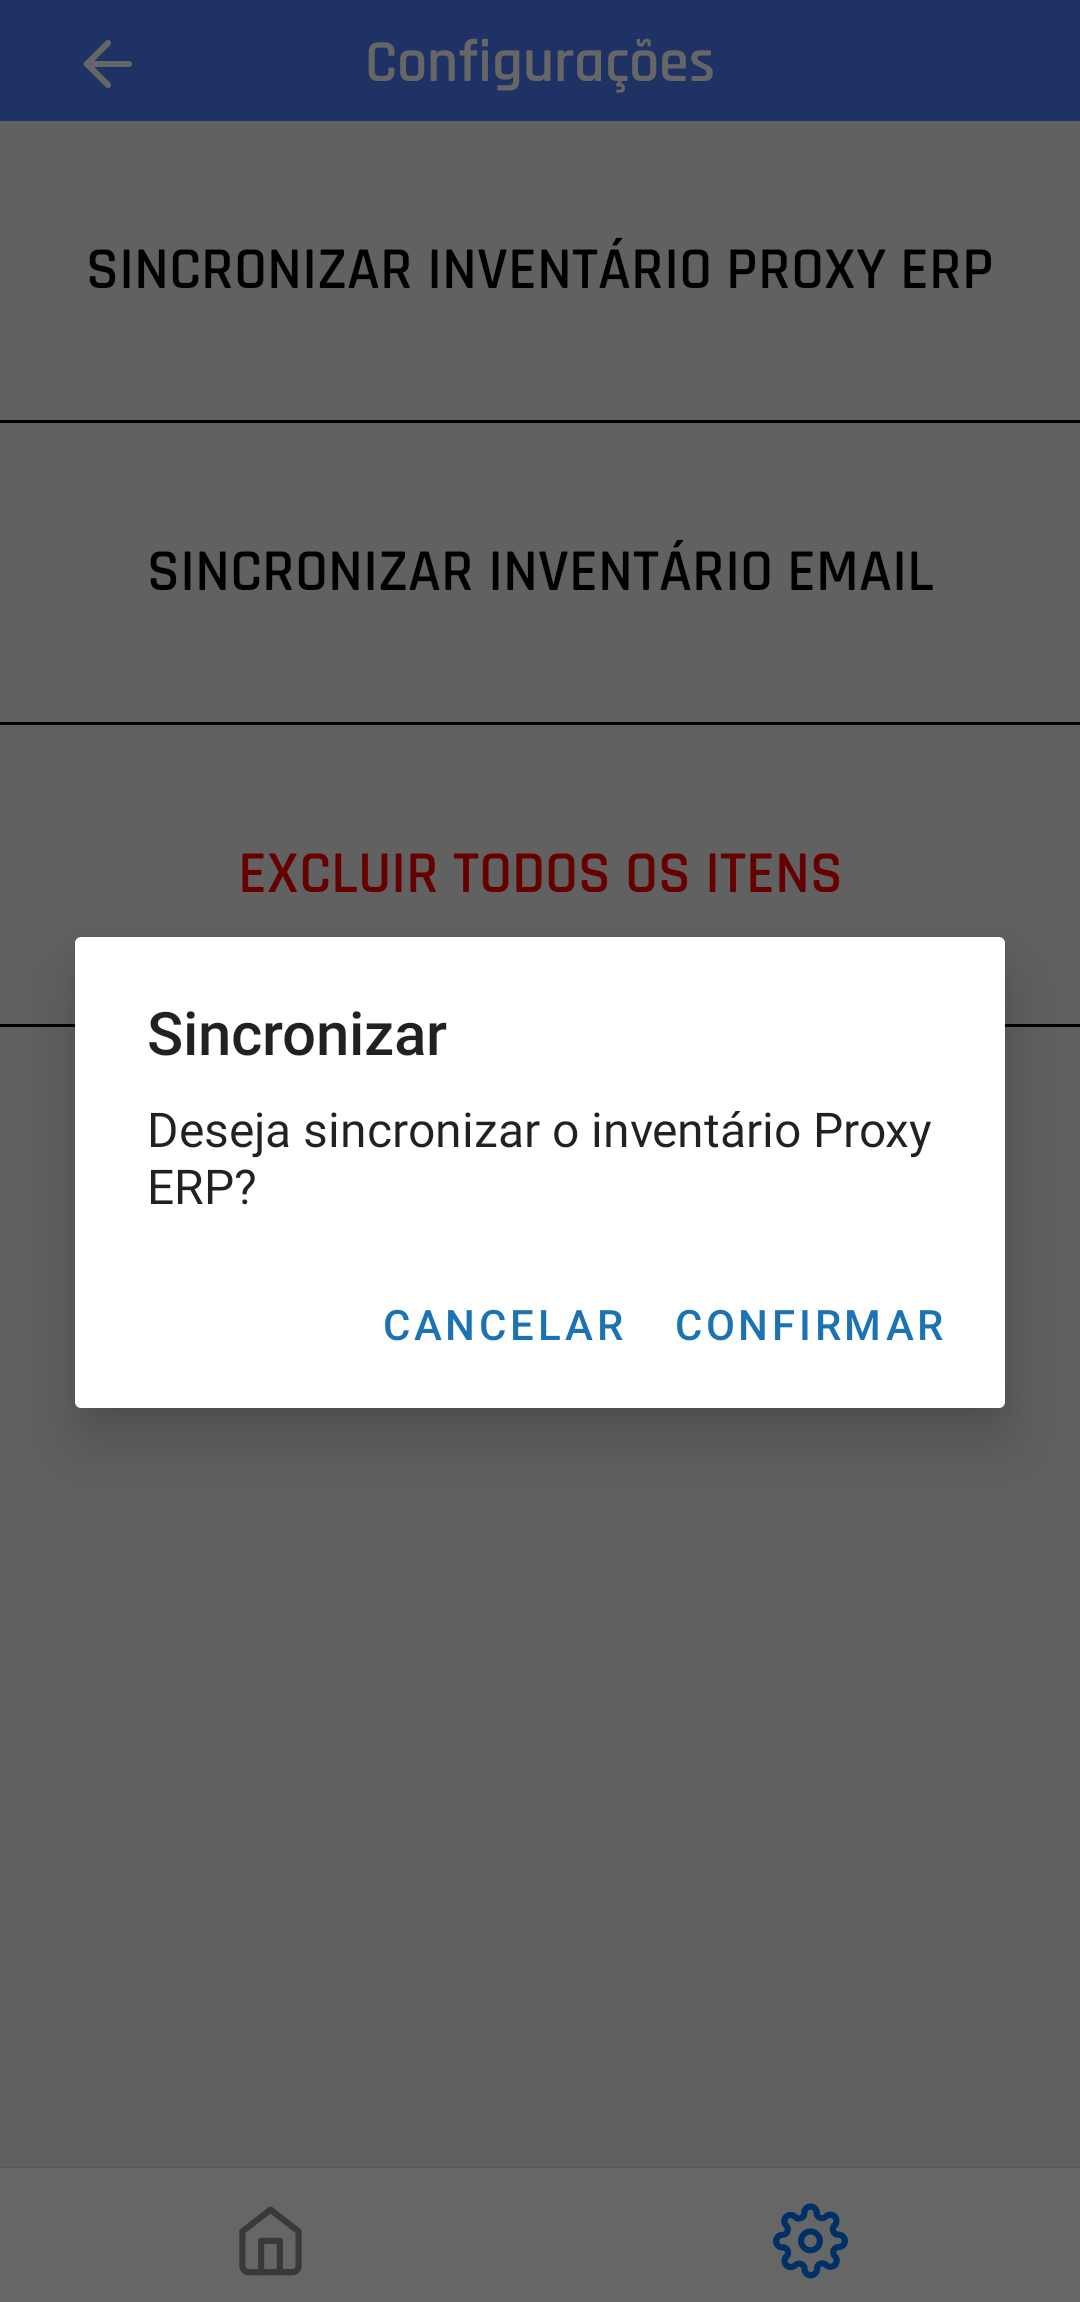 Configurações
SINCRONIZAR INVENTÁRIO PROXY ERP
SINCRONIZAR INVENTÁRIO EMAIL
EXCLUIR TODOS OS ITENS
Sincronizar
Deseja sincronizar o inventário Proxy
ERP?
CANCELAR CONFIRMAR